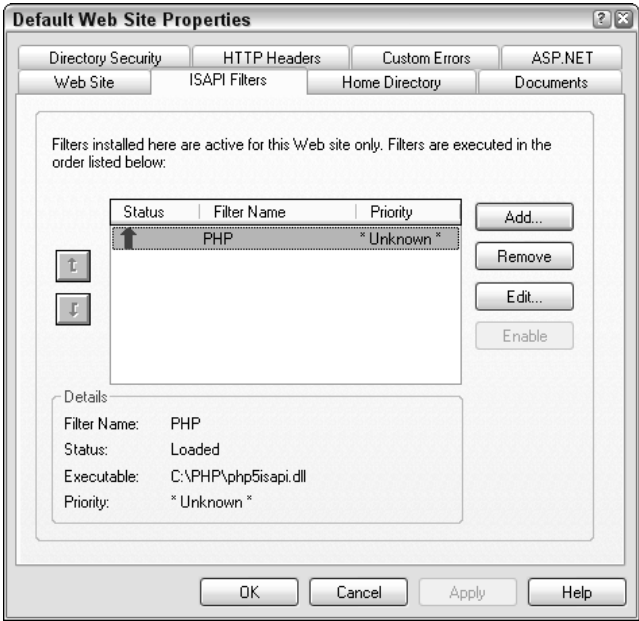 Default Web Site Properties
Directory Security
HTTP Headers
Custom Errors
ASP.NET
Web Site
ISAPI Filters
Home Directory
Documents
Filters installed here are active for this Web site only. Filters are executed in the
order listed below:
Status Filter Name Priority
PHP * Unknown *
Add...
Remove
Edit...
Enable
Details
Filter Name: PHP
Status: Loaded
Executable: C:\PHP\php5isapi.dll
Priority: * Unknown *
OK
Cancel
Apply
Help